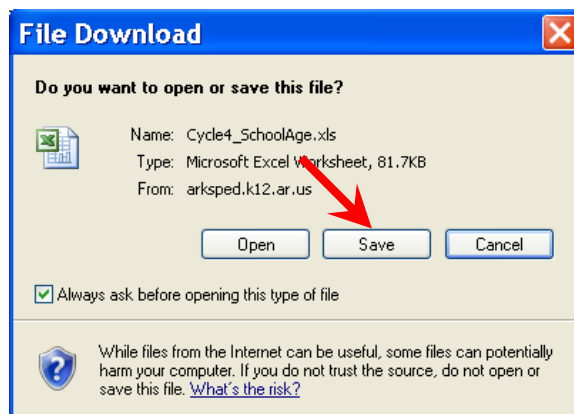 File Download
Do you want to open or save this file?
Name: Cycle4_SchoolAge.xls
Type: Microsoft Excel Worksheet, 81.7KB
From: arksped.k12.ar.us
Open Save Cancel
Always ask before opening this type of file
While files from the Internet can be useful, some files can potentially
harm your computer. If you do not trust the source, do not open or
save this file. What's the risk?